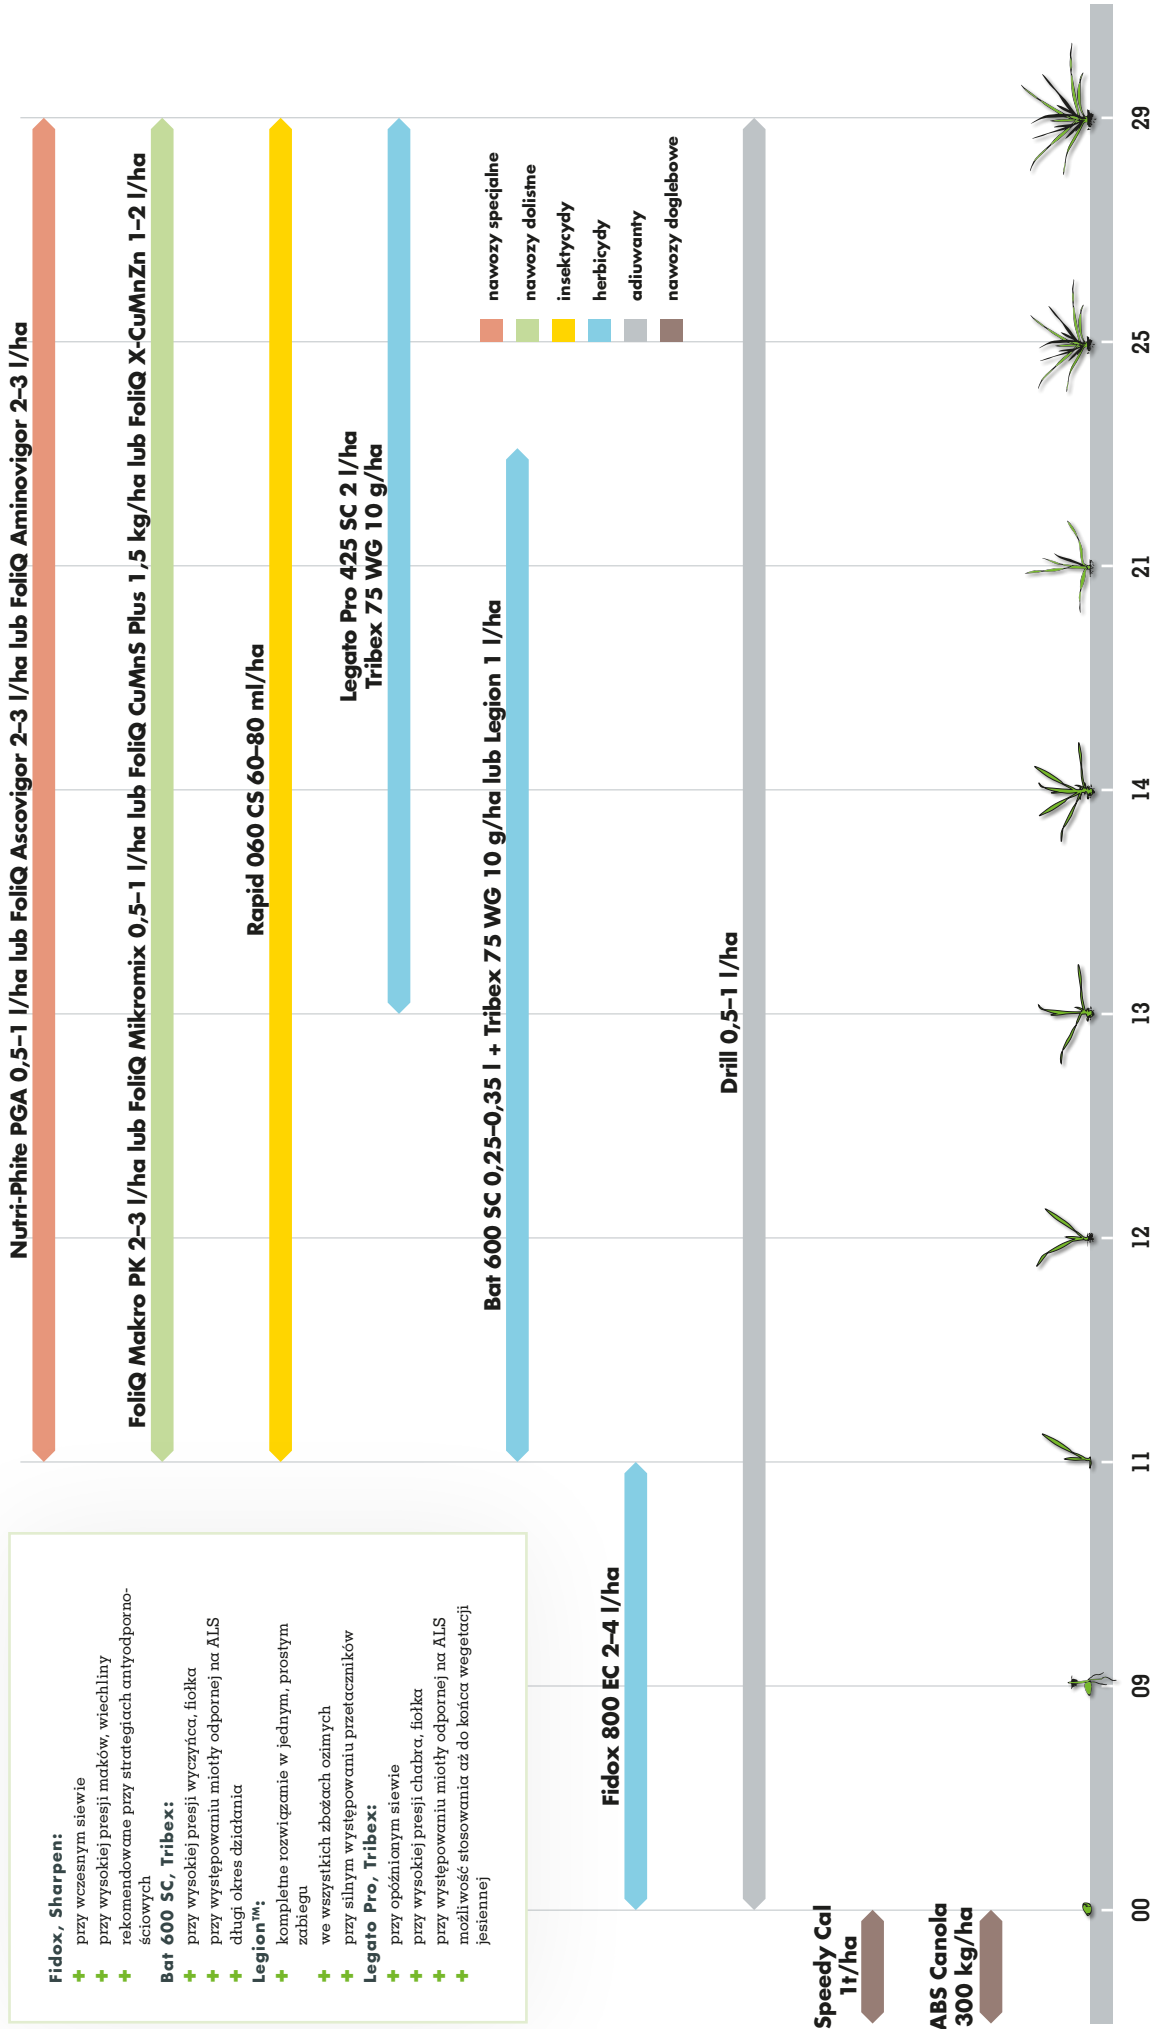 Nutri-Phite PGA 0,5–1 l/ha lub FoliQ Ascovigor 2–3 l/ha lub FoliQ Aminovigor 2–3 l/ha
FoliQ Makro PK 2–3 l/ha lub FoliQ Mikromix 0,5–1 l/ha lub FoliQ CuMnS Plus 1,5 kg/ha lub FoliQ X-CuMnZn 1–2 l/ha
Rapid 060 CS 60–80 ml/ha
Legato Pro 425 SC 2 l/ha
Tribex 75 WG 10 g/ha
Bat 600 SC 0,25–0,35 l + Tribex 75 WG 10 g/ha lub Legion 1 l/ha
Fidox 800 EC 2–4 l/ha
Drill 0,5–1 l/ha
Speedy Cal
1t/ha
ABS Canola
300 kg/ha
Fidox, Sharpen:
+ przy wczesnym siewie
+ przy wysokiej presji maków, wiechliny
+ rekomendowane przy strategiach antyodporno-
ściowych
Bat 600 SC, Tribex:
+ przy wysokiej presji wyczyńca, fiołka
+ przy występowaniu miotły odpornej na ALS
+ długi okres działania
Legion™:
+ kompletne rozwiązanie w jednym, prostym
zabiegu
+ we wszystkich zbożach ozimych
+ przy silnym występowaniu przetaczników
Legato Pro, Tribex:
+ przy opóźnionym siewie
+ przy wysokiej presji chabra, fiołka
+ przy występowaniu miotły odpornej na ALS
+ możliwość stosowania aż do końca wegetacji
jesiennej
nawozy specjalne
nawozy dolistne
insektycydy
herbicydy
adiuwanty
nawozy doglebowe
00 09 11 12 13 14 21 25 29